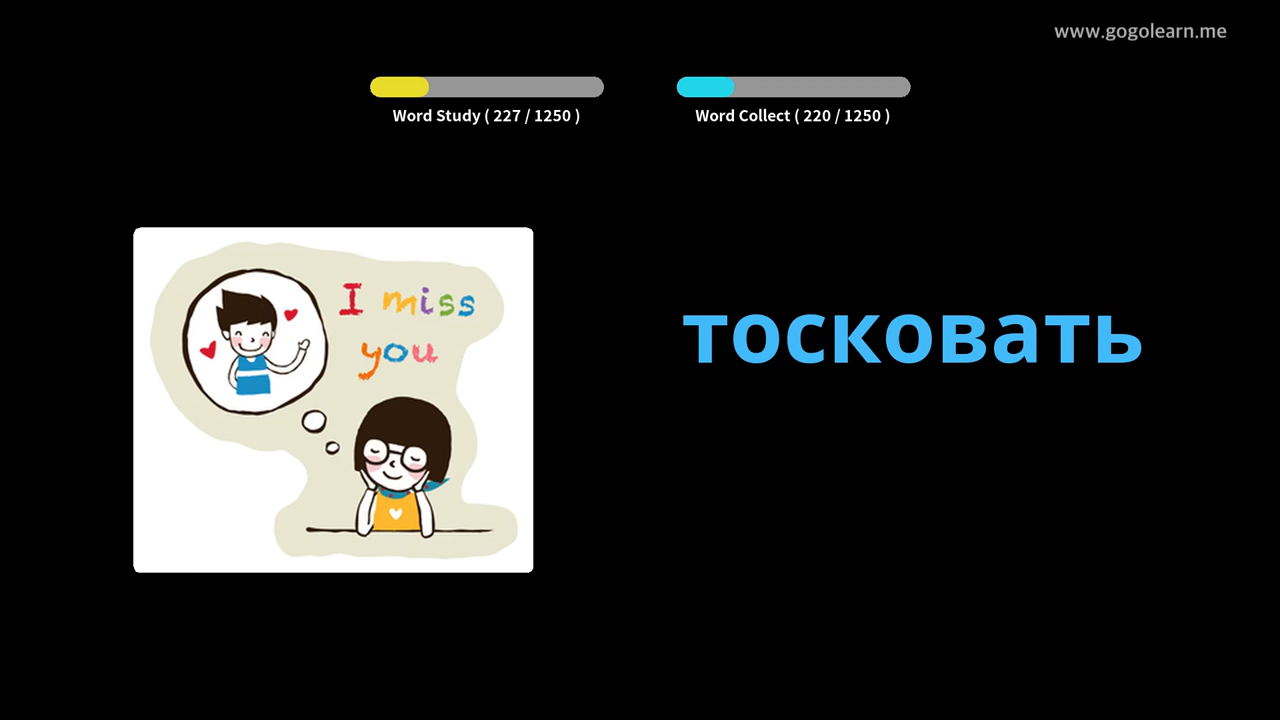 www.gogolearn.me
Word Study ( 227 / 1250 )
Word Collect ( 220 / 1250 )
I miss
you
тосковать